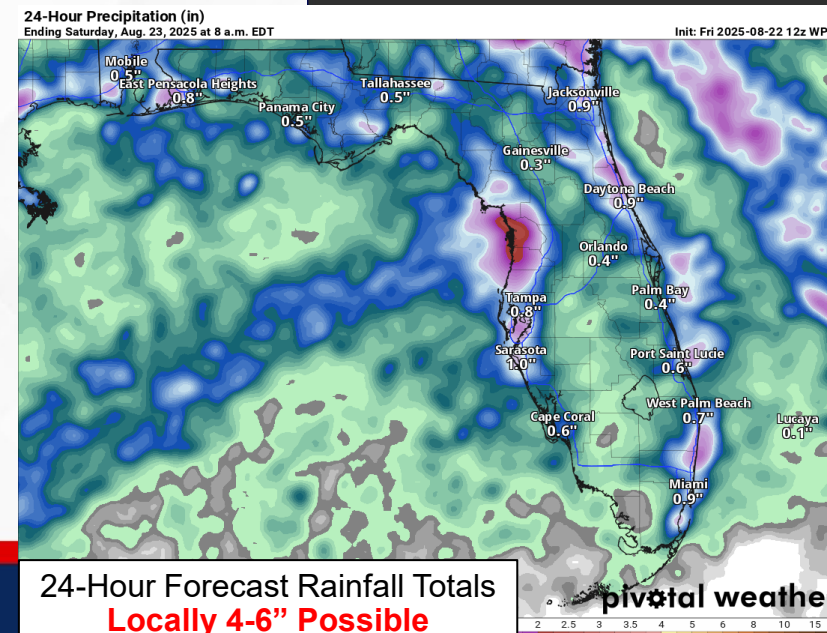 24-Hour Precipitation (in)
Ending Saturday, Aug. 23, 2025 at 8 a.m. EDT
Init: Fri 2025-08-22 12z WP
Mobile
0.5"
East Pensacola Heights
0.8"
Panama City
0.5"
Tallahassee
0.5"
Jacksonville
0.9"
Gainesville
0.3"
Daytona Beach
0.9"
Orlando
0.4"
Palm Bay
0.4"
Tampa
0.8"
Sarasota
1.0"
Port Saint Lucie
0.6"
Cape Coral
0.6"
West Palm Beach
0.7"
Lucaya
0.1"
Miami
0.9"
pivotal weathe
2 2.5 3 3.5 4 5 6 8 10 15
24-Hour Forecast Rainfall Totals
Locally 4-6” Possible